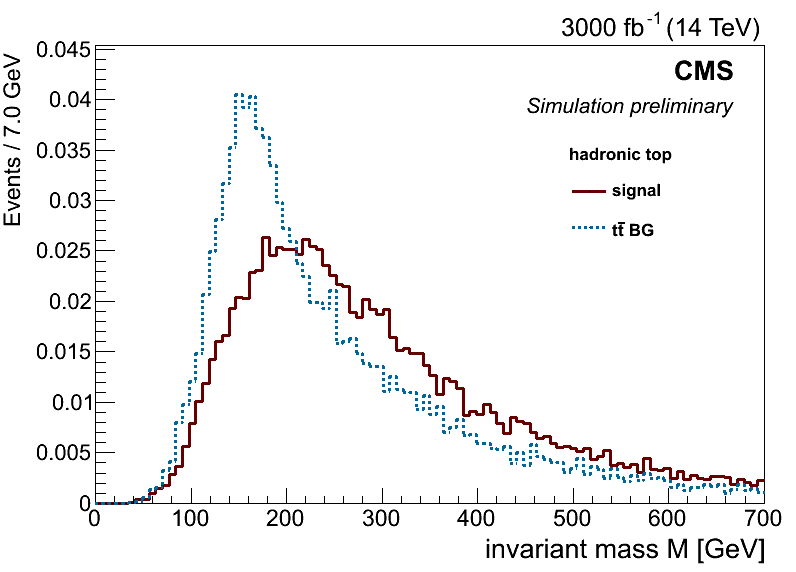 3000 fb⁻¹ (14 TeV)
CMS
Simulation preliminary
hadronic top
signal
tt̄ BG
Events / 7.0 GeV
0.045
0.04
0.035
0.03
0.025
0.02
0.015
0.01
0.005
0
0 100 200 300 400 500 600 700
invariant mass M [GeV]